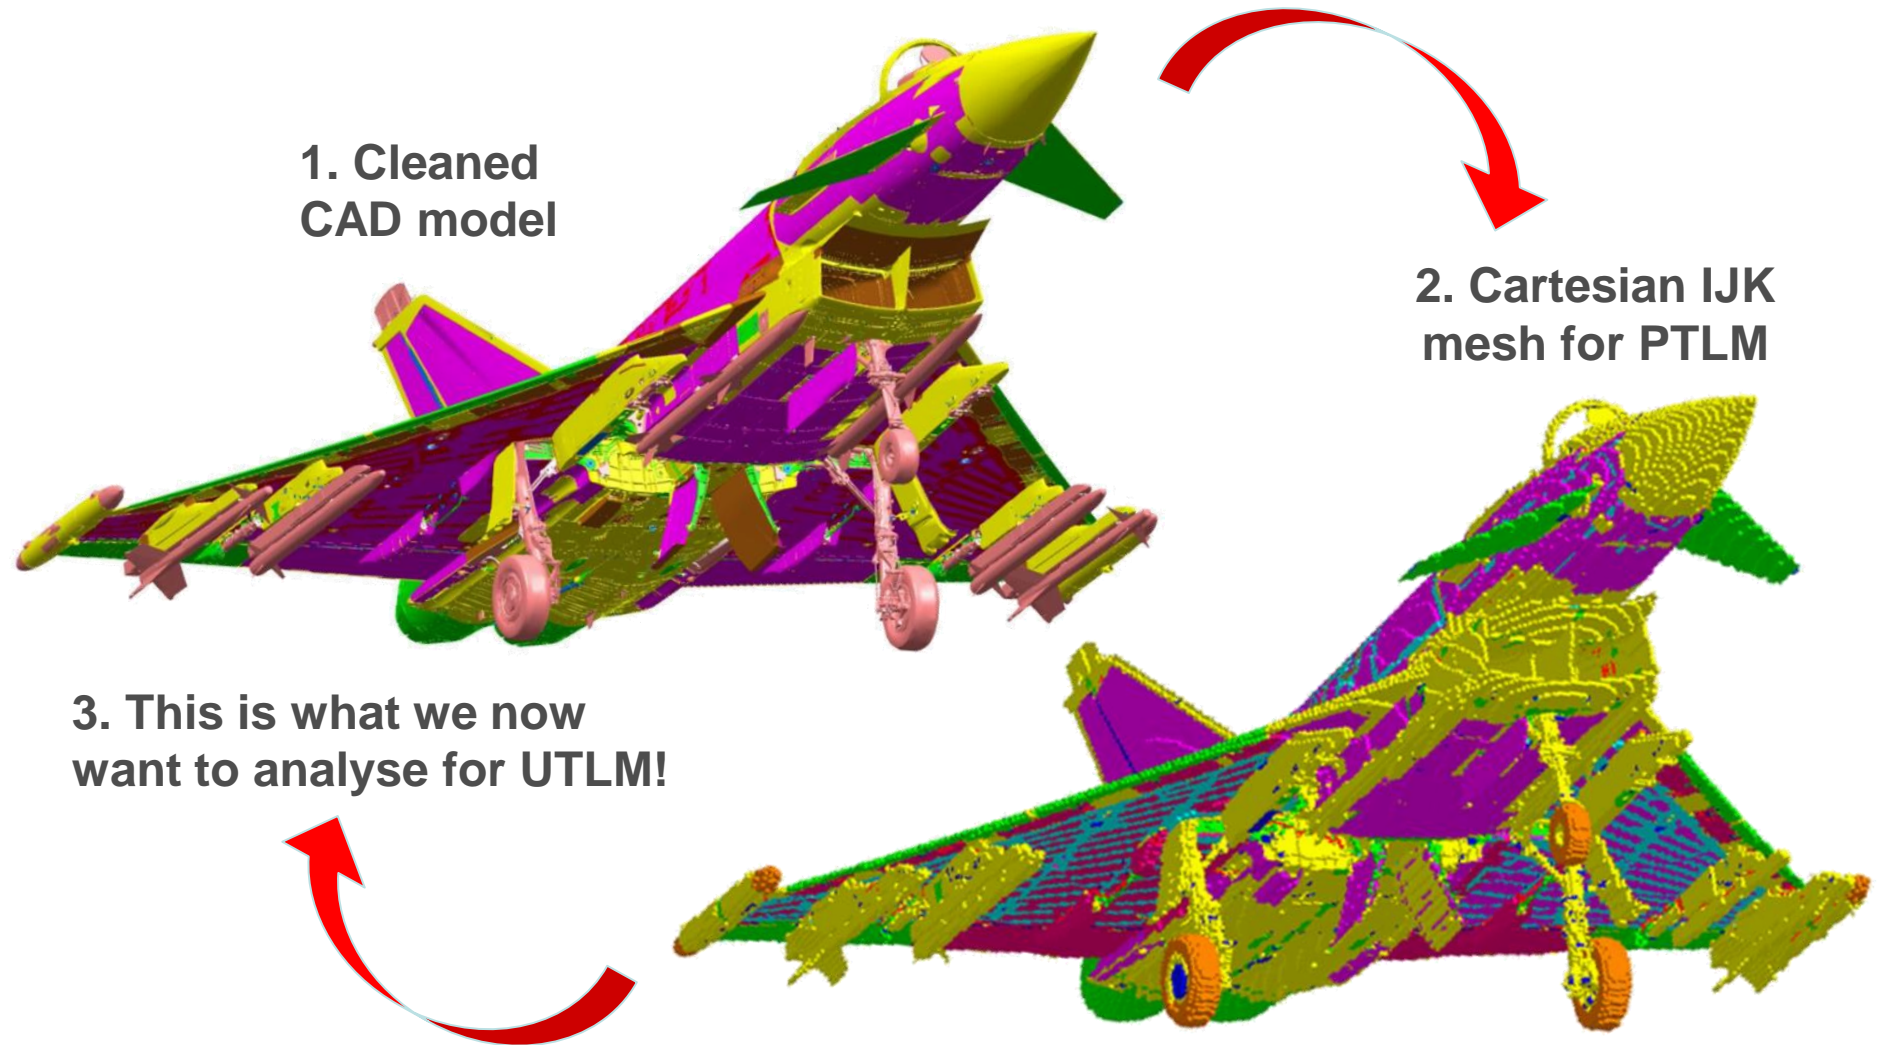 1. Cleaned
CAD model
2. Cartesian IJK
mesh for PTLM
3. This is what we now
want to analyse for UTLM!